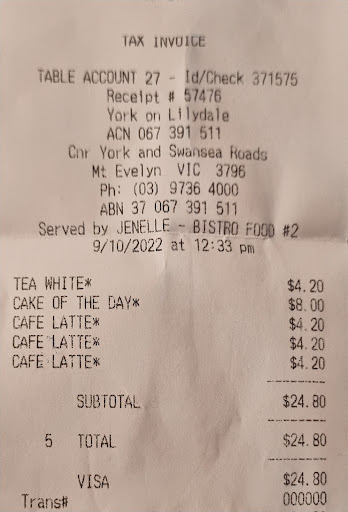 TAX INVOICE
TABLE ACCOUNT 27 - Id/Check 371575
Receipt # 57476
York on Lilydale
ACN 067 391 511
Cnr York and Swansea Roads
Mt Evelyn VIC 3796
Ph: (03) 9736 4000
ABN 37 067 391 511
Served by JENELLE - BISTRO FOOD #2
9/10/2022 at 12:33 pm
TEA WHITE* $4.20
CAKE OF THE DAY* $8.00
CAFE LATTE* $4.20
CAFE LATTE* $4.20
CAFE LATTE* $4.20
SUBTOTAL $24.80
5 TOTAL $24.80
VISA $24.80
Trans# 000000